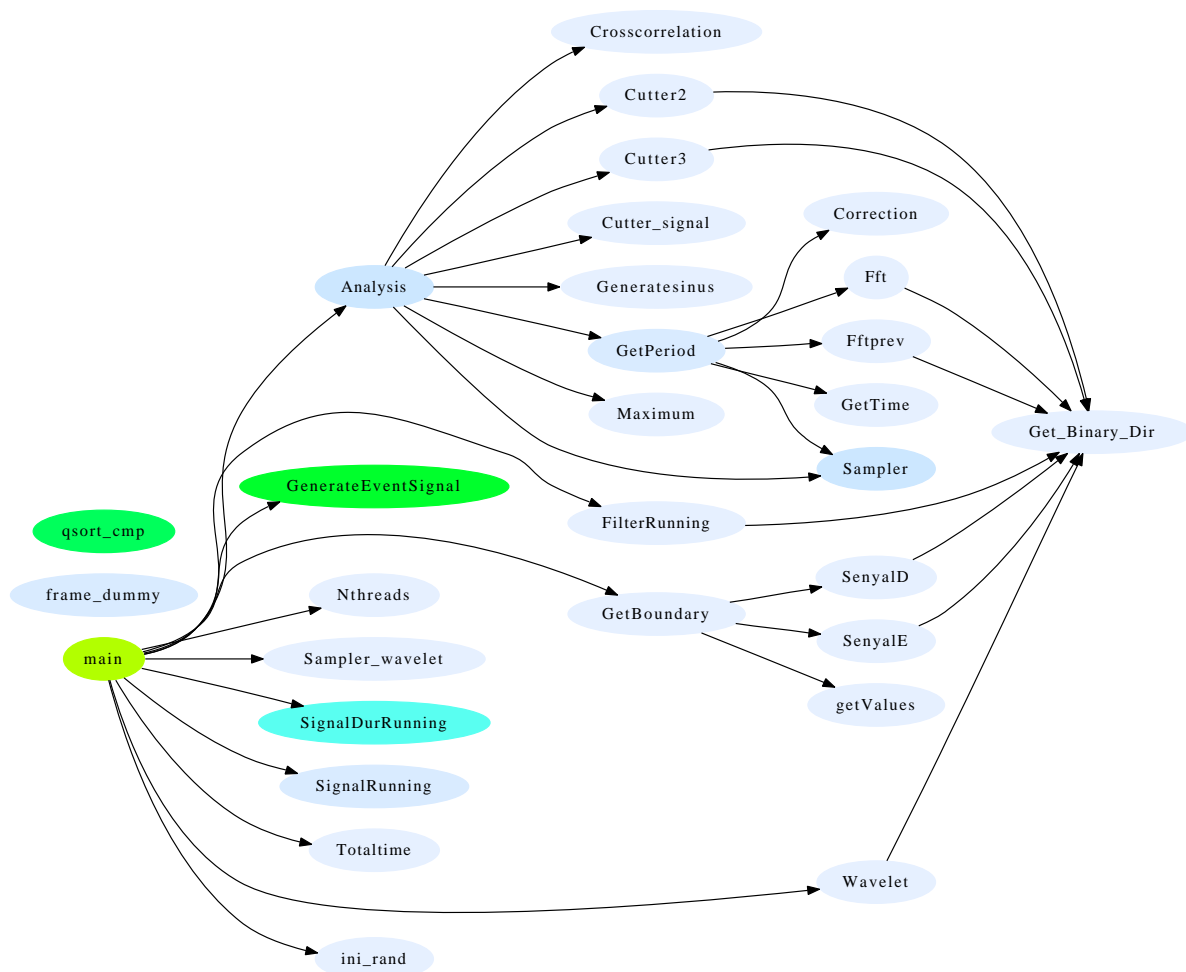 Crosscorrelation
Cutter2
Cutter3
Cutter_signal
Correction
Fft
Analysis
Generatesinus
Fftprev
GetPeriod
GetTime
Maximum
Get_Binary_Dir
Sampler
GenerateEventSignal
FilterRunning
qsort_cmp
SenyalD
frame_dummy
Nthreads
GetBoundary
SenyalE
main
Sampler_wavelet
getValues
SignalDurRunning
SignalRunning
Totaltime
Wavelet
ini_rand